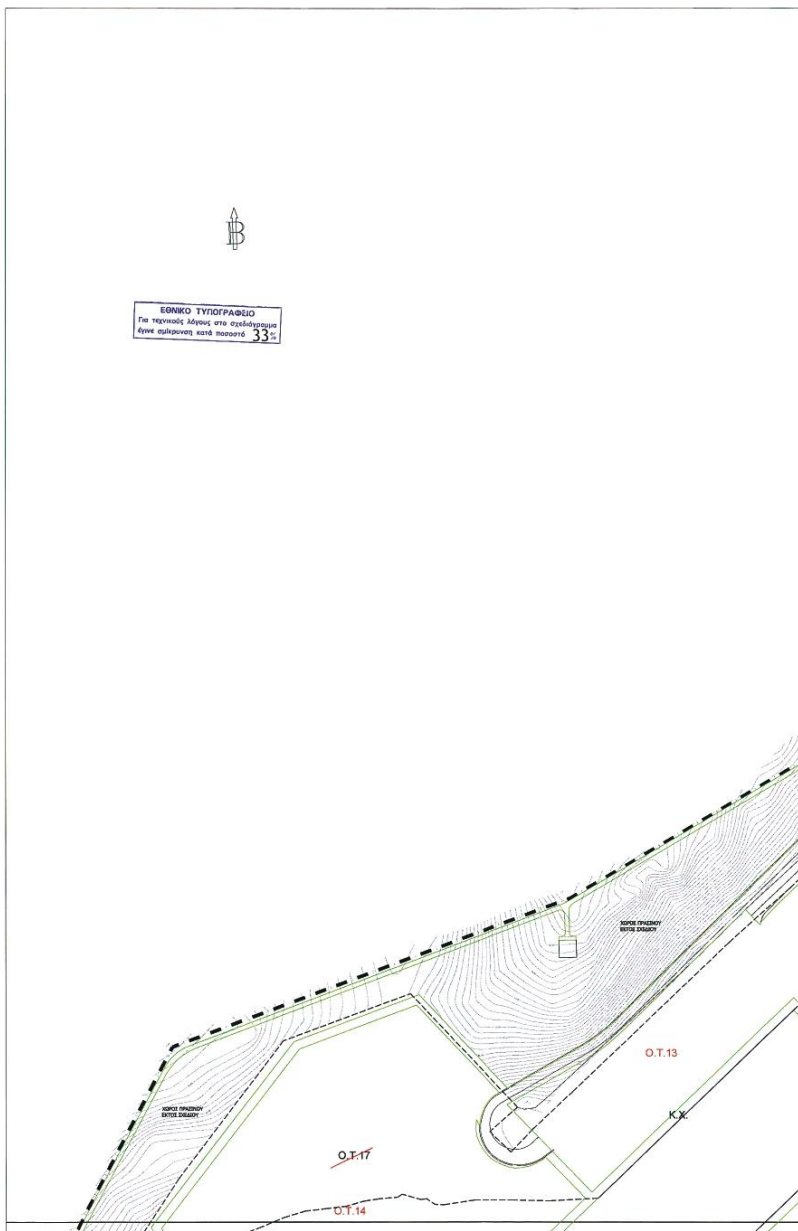 Β
ΕΘΝΙΚΟ ΤΥΠΟΓΡΑΦΕΙΟ
Για τεχνικούς λόγους στο σχεδιάγραμμα
έγινε σμίκρυνση κατά ποσοστό 33%
ΧΩΡΟΣ ΠΡΑΣΙΝΟΥ
ΕΚΤΟΣ ΣΧΕΔΙΟΥ
Ο.Τ.13
ΧΩΡΟΣ ΠΡΑΣΙΝΟΥ
ΕΚΤΟΣ ΣΧΕΔΙΟΥ
Κ.Χ.
Ο.Τ.17
Ο.Τ.14